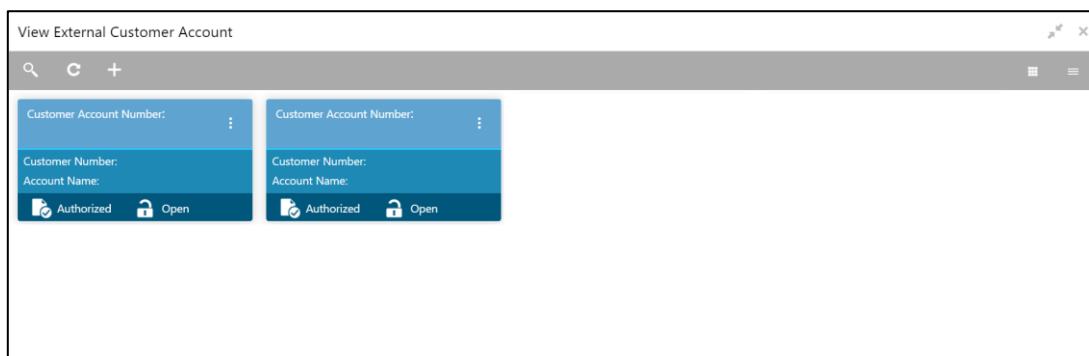 View External Customer Account
Customer Account Number:
Customer Number:
Account Name:
Authorized Open
Customer Account Number:
Customer Number:
Account Name:
Authorized Open